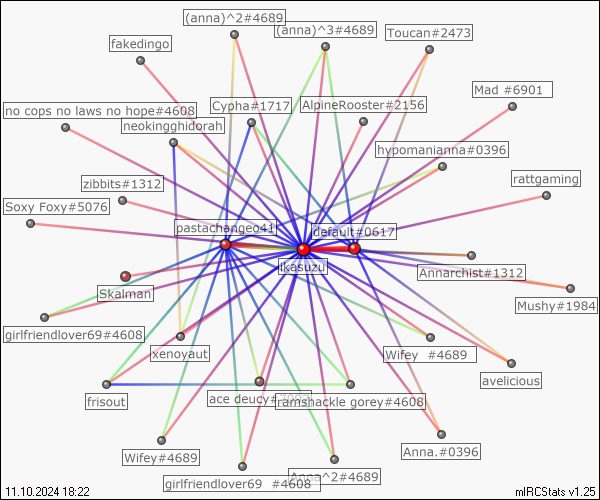 (anna)^2#4689
(anna)^3#4689
Toucan#2473
fakedingo
Mad #6901
no cops no laws no hope#4608
Cypha#1717
AlpineRooster#2156
neokingghidorah
hypomanianna#0396
zibbits#1312
rattgaming
Soxy Foxy#5076
pastachangeo41
default#0617
ikasuzu
Annarchist#1312
Skalman
Mushy#1984
girlfriendlover69#4608
xenoyaut
Wifey #4689
avelicious
frisout
ace deucy
ramshackle gorey#4608
Wifey#4689
Anna.#0396
girlfriendlover69 #4608
Anna^2#4689
11.10.2024 18:22
mIRCStats v1.25